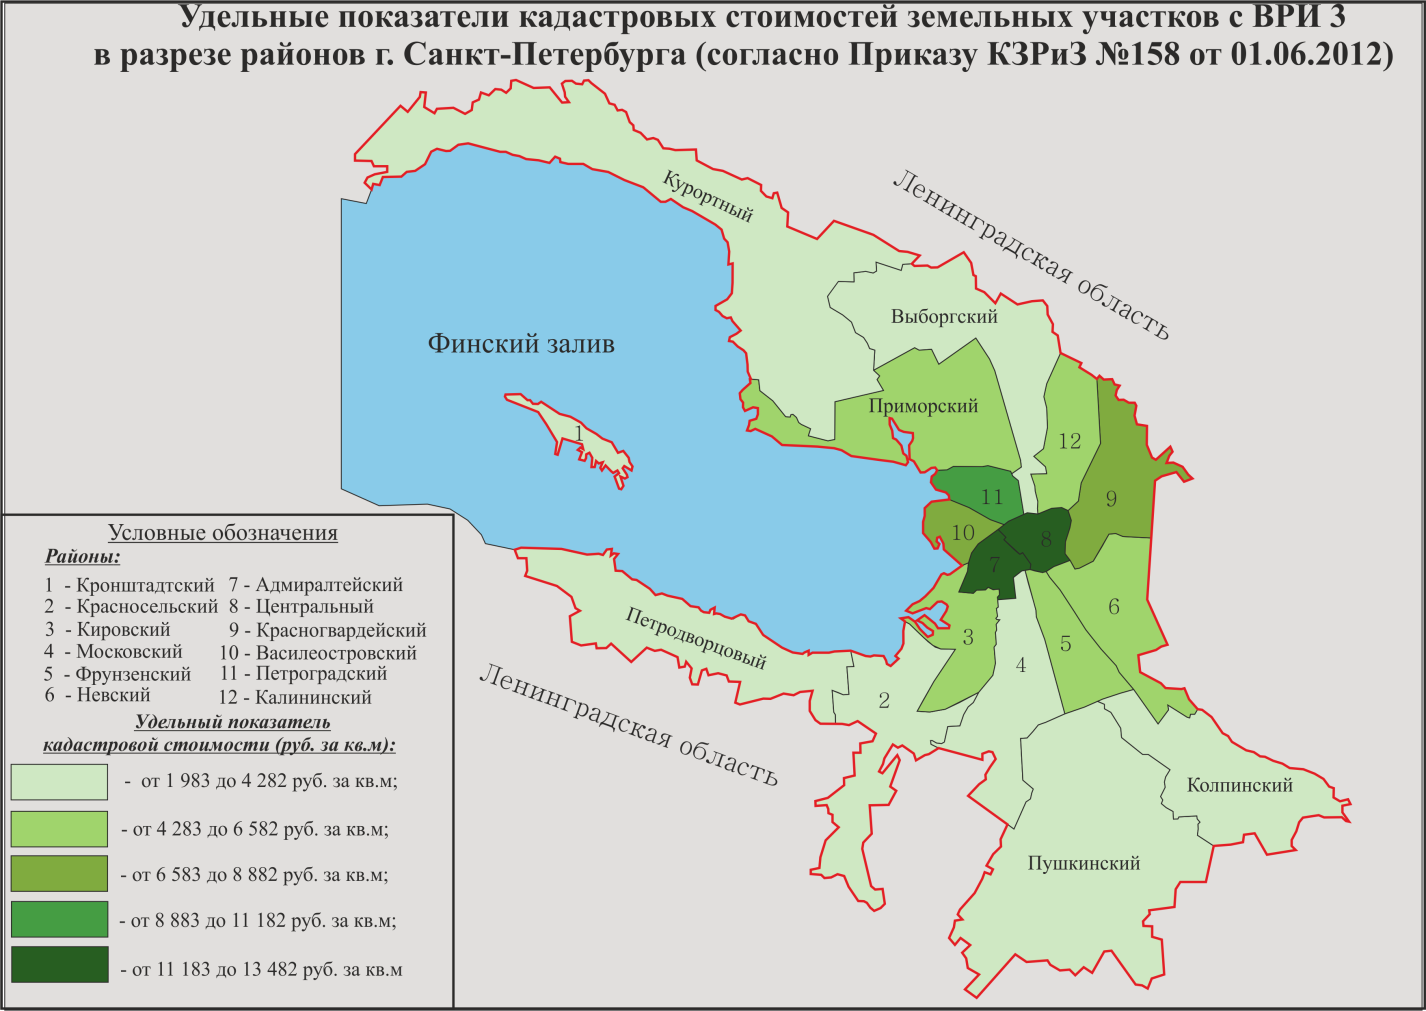 Удельные показатели кадастровых стоимостей земельных участков с ВРИ 3
в разрезе районов г. Санкт-Петербурга (согласно Приказу КЗРиЗ №158 от 01.06.2012)
Курортный
Ленинградская область
Выборгский
Финский залив
Приморский
1
12
11
9
10
8
7
6
3
5
4
2
Петродворцовый
Ленинградская область
Колпинский
Пушкинский
Условные обозначения
Районы:
1 - Кронштадтский 7 - Адмиралтейский
2 - Красносельский 8 - Центральный
3 - Кировский 9 - Красногвардейский
4 - Московский 10 - Василеостровский
5 - Фрунзенский 11 - Петроградский
6 - Невский 12 - Калининский
Удельный показатель
кадастровой стоимости (руб. за кв.м):
- от 1 983 до 4 282 руб. за кв.м;
- от 4 283 до 6 582 руб. за кв.м;
- от 6 583 до 8 882 руб. за кв.м;
- от 8 883 до 11 182 руб. за кв.м;
- от 11 183 до 13 482 руб. за кв.м